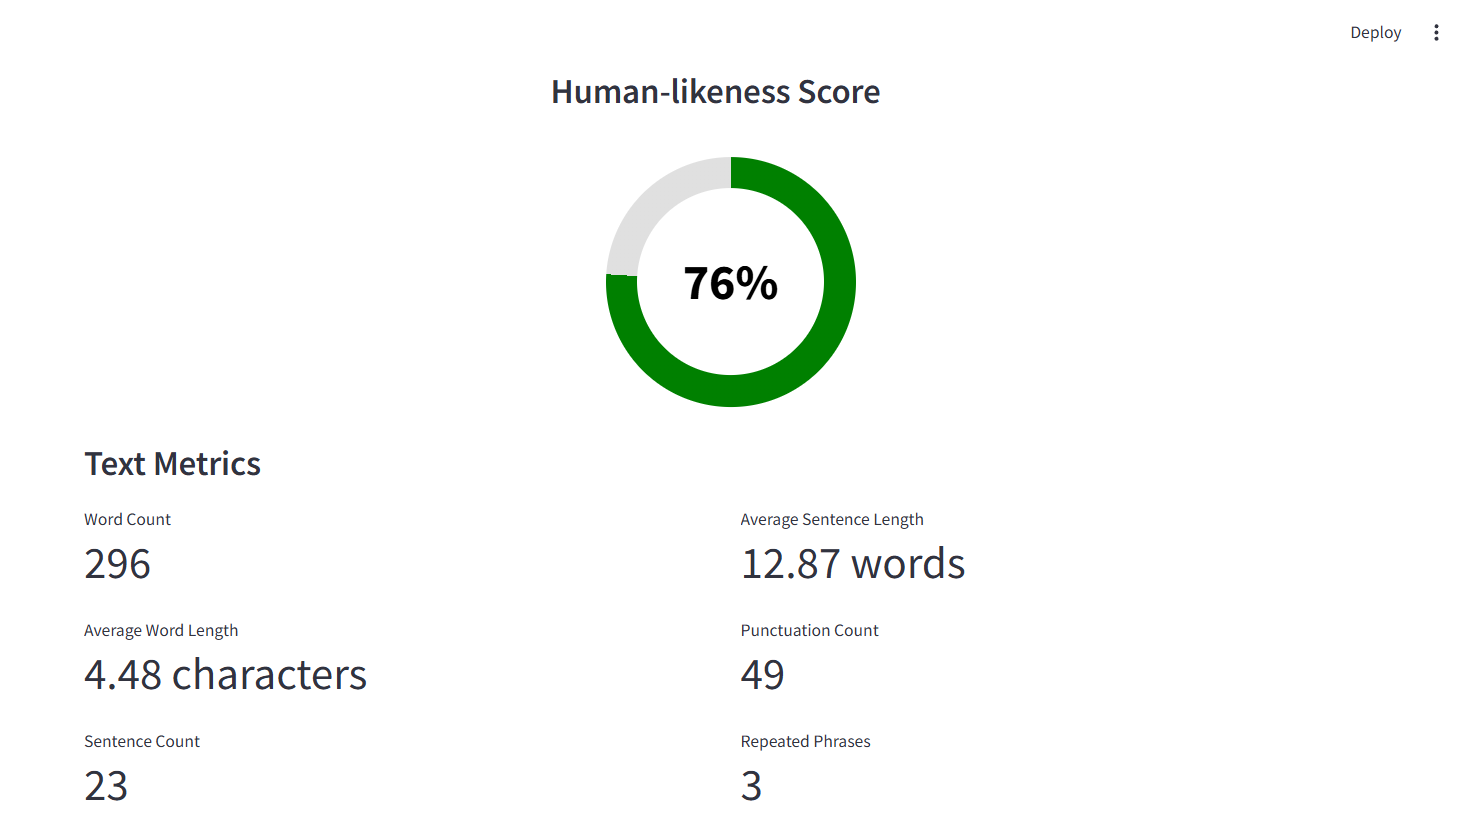 Deploy
Human-likeness Score
76%
Text Metrics
Word Count
296
Average Sentence Length
12.87 words
Average Word Length
4.48 characters
Punctuation Count
49
Sentence Count
23
Repeated Phrases
3